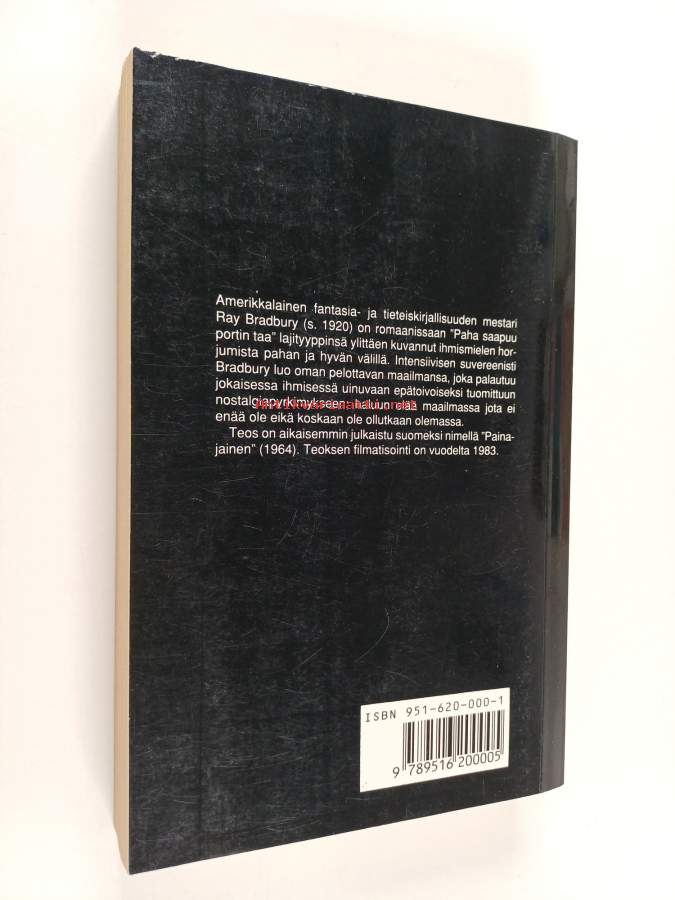 Amerikkalainen fantasia- ja tieteiskirjallisuuden mestari
Ray Bradbury (s. 1920) on romaanissaan "Paha saapuu
portin taa" lajityyppinsä ylittäen kuvannut ihmismielen hor-
jumista pahan ja hyvän välillä. Intensiivisen suvereenisti
Bradbury luo oman pelottavan maailmansa, joka palautuu
jokaisessa ihmisessä uinuvaan epätoivoiseksi tuomittuun
nostalgiapyrkimykseen: haluun elää maailmassa jota ei
enää ole eikä koskaan ole ollutkaan olemassa.
Teos on aikaisemmin julkaistu suomeksi nimellä "Paina-
jainen" (1964). Teoksen filmatisointi on vuodelta 1983.
ISBN 951-620-000-1
9 789516 200005